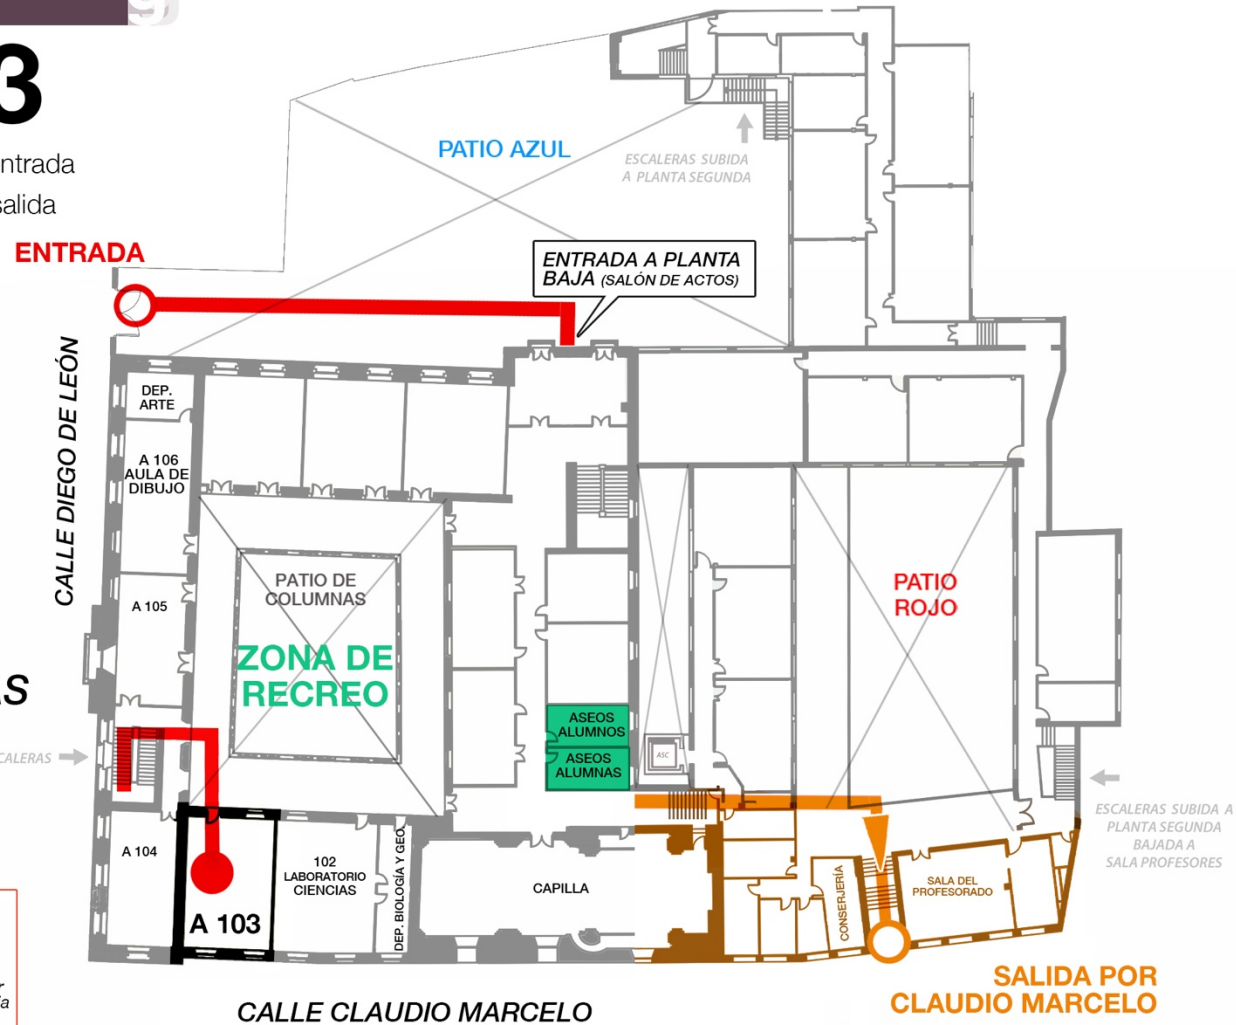 3
ntrada
salida
ENTRADA
PATIO AZUL
ESCALERAS SUBIDA
A PLANTA SEGUNDA
ENTRADA A PLANTA
BAJA (SALÓN DE ACTOS)
CALLE DIEGO DE LEÓN
DEP.
ARTE
A 106
AULA DE
DIBUJO
A 105
PATIO DE
COLUMNAS
ZONA DE
RECREO
PATIO
ROJO
ASEOS
ALUMNOS
ASEOS
ALUMNAS
ASC
AS
CALERAS
A 104
A 103
102
LABORATORIO
CIENCIAS
DEP. BIOLOGÍA Y GEO.
CAPILLA
CONSERJERÍA
SALA DEL
PROFESORADO
ESCALERAS SUBIDA A
PLANTA SEGUNDA
BAJADA A
SALA PROFESORES
SALIDA POR
CLAUDIO MARCELO
CALLE CLAUDIO MARCELO